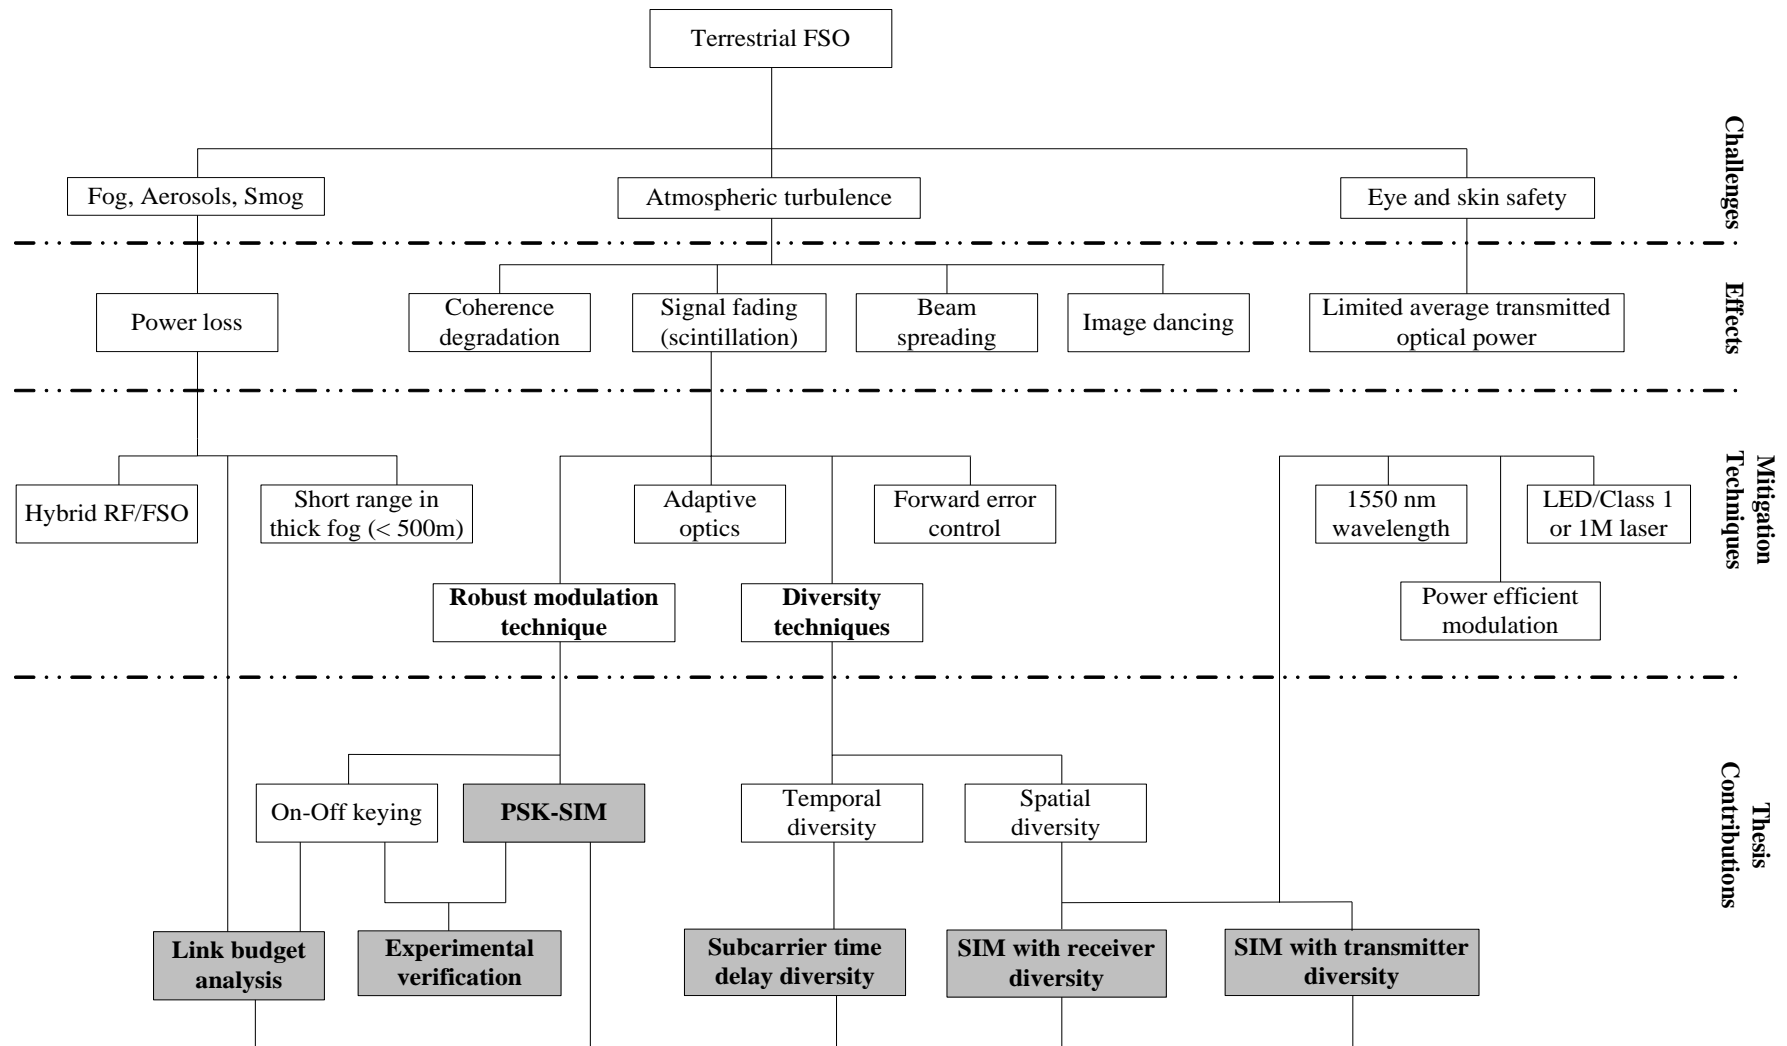 Terrestrial FSO
Challenges
Fog, Aerosols, Smog
Atmospheric turbulence
Eye and skin safety
Effects
Power loss
Coherence
degradation
Signal fading
(scintillation)
Beam
spreading
Image dancing
Limited average transmitted
optical power
Mitigation
Techniques
Hybrid RF/FSO
Short range in
thick fog (< 500m)
Adaptive
optics
Forward error
control
1550 nm
wavelength
LED/Class 1
or 1M laser
Robust modulation
technique
Diversity
techniques
Power efficient
modulation
Thesis
Contributions
On-Off keying
PSK-SIM
Temporal
diversity
Spatial
diversity
Link budget
analysis
Experimental
verification
Subcarrier time
delay diversity
SIM with receiver
diversity
SIM with transmitter
diversity